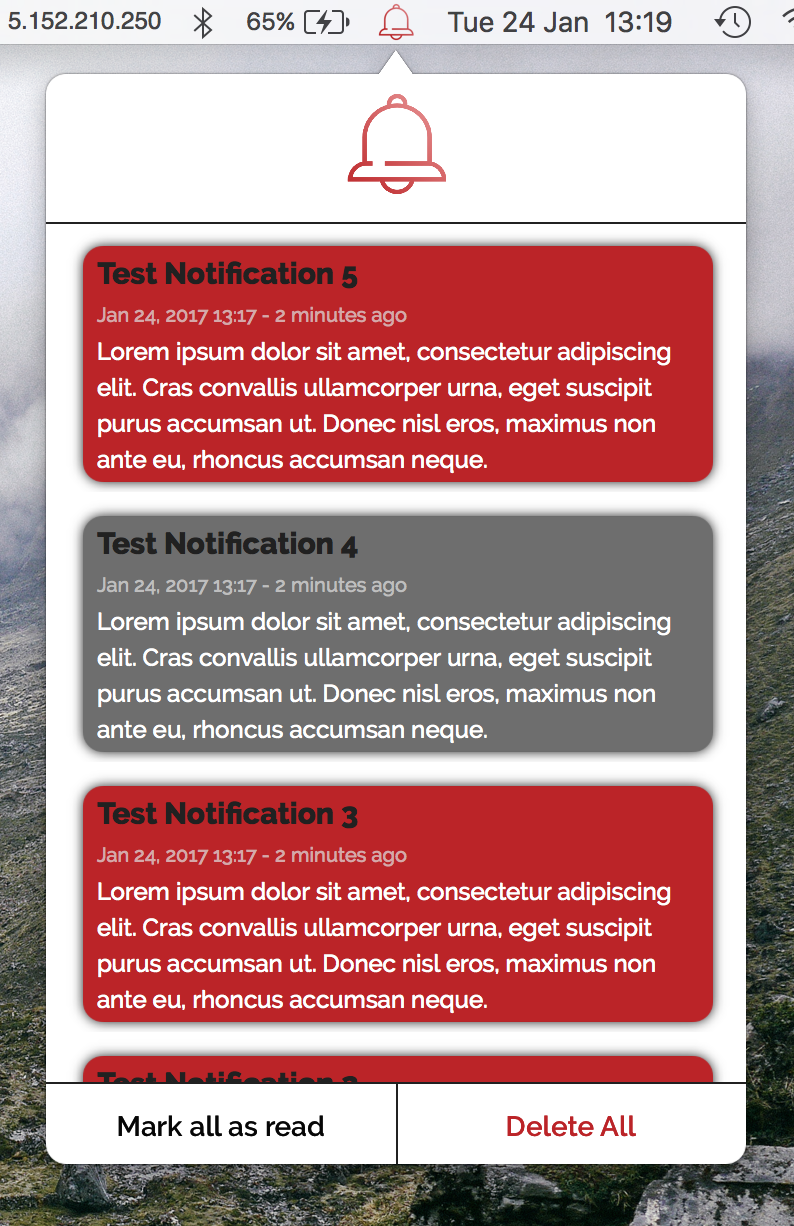 5.152.210.250 65% Tue 24 Jan 13:19
Test Notification 5
Jan 24, 2017 13:17 - 2 minutes ago
Lorem ipsum dolor sit amet, consectetur adipiscing
elit. Cras convallis ullamcorper urna, eget suscipit
purus accumsan ut. Donec nisl eros, maximus non
ante eu, rhoncus accumsan neque.
Test Notification 4
Jan 24, 2017 13:17 - 2 minutes ago
Lorem ipsum dolor sit amet, consectetur adipiscing
elit. Cras convallis ullamcorper urna, eget suscipit
purus accumsan ut. Donec nisl eros, maximus non
ante eu, rhoncus accumsan neque.
Test Notification 3
Jan 24, 2017 13:17 - 2 minutes ago
Lorem ipsum dolor sit amet, consectetur adipiscing
elit. Cras convallis ullamcorper urna, eget suscipit
purus accumsan ut. Donec nisl eros, maximus non
ante eu, rhoncus accumsan neque.
Test Notification 2
Mark all as read
Delete All